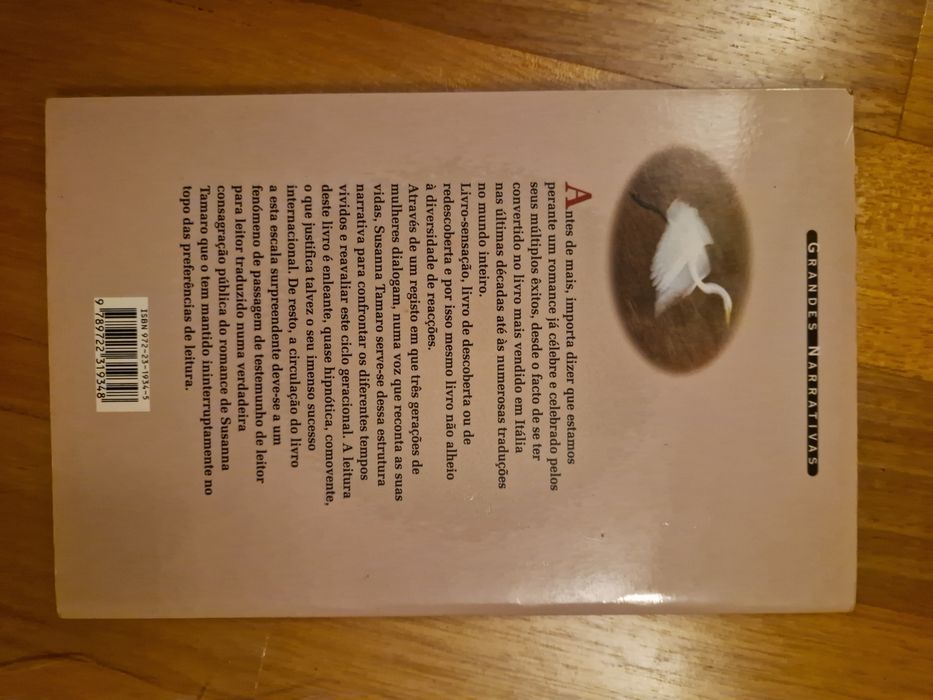 GRANDES NARRATIVAS
Antes de mais, importa dizer que estamos
perante um romance já célebre e celebrado pelos
seus múltiplos êxitos, desde o facto de se ter
convertido no livro mais vendido em Itália
nas últimas décadas até às numerosas traduções
no mundo inteiro.
Livro-sensação, livro de descoberta ou de
redescoberta e por isso mesmo livro não alheio
à diversidade de reacções.
Através de um registo em que três gerações de
mulheres dialogam, numa voz que reconta as suas
vidas, Susanna Tamaro serve-se dessa estrutura
narrativa para confrontar os diferentes tempos
vividos e reavaliar este ciclo geracional. A leitura
deste livro é enleante, quase hipnótica, comovente,
o que justifica talvez o seu imenso sucesso
internacional. De resto, a circulação do livro
a esta escala surpreendente deve-se a um
fenómeno de passagem de testemunho de leitor
para leitor traduzido numa verdadeira
consagração pública do romance de Susanna
Tamaro que o tem mantido ininterruptamente no
topo das preferências de leitura.
ISBN 972-23-1934-5
9 789722 319348